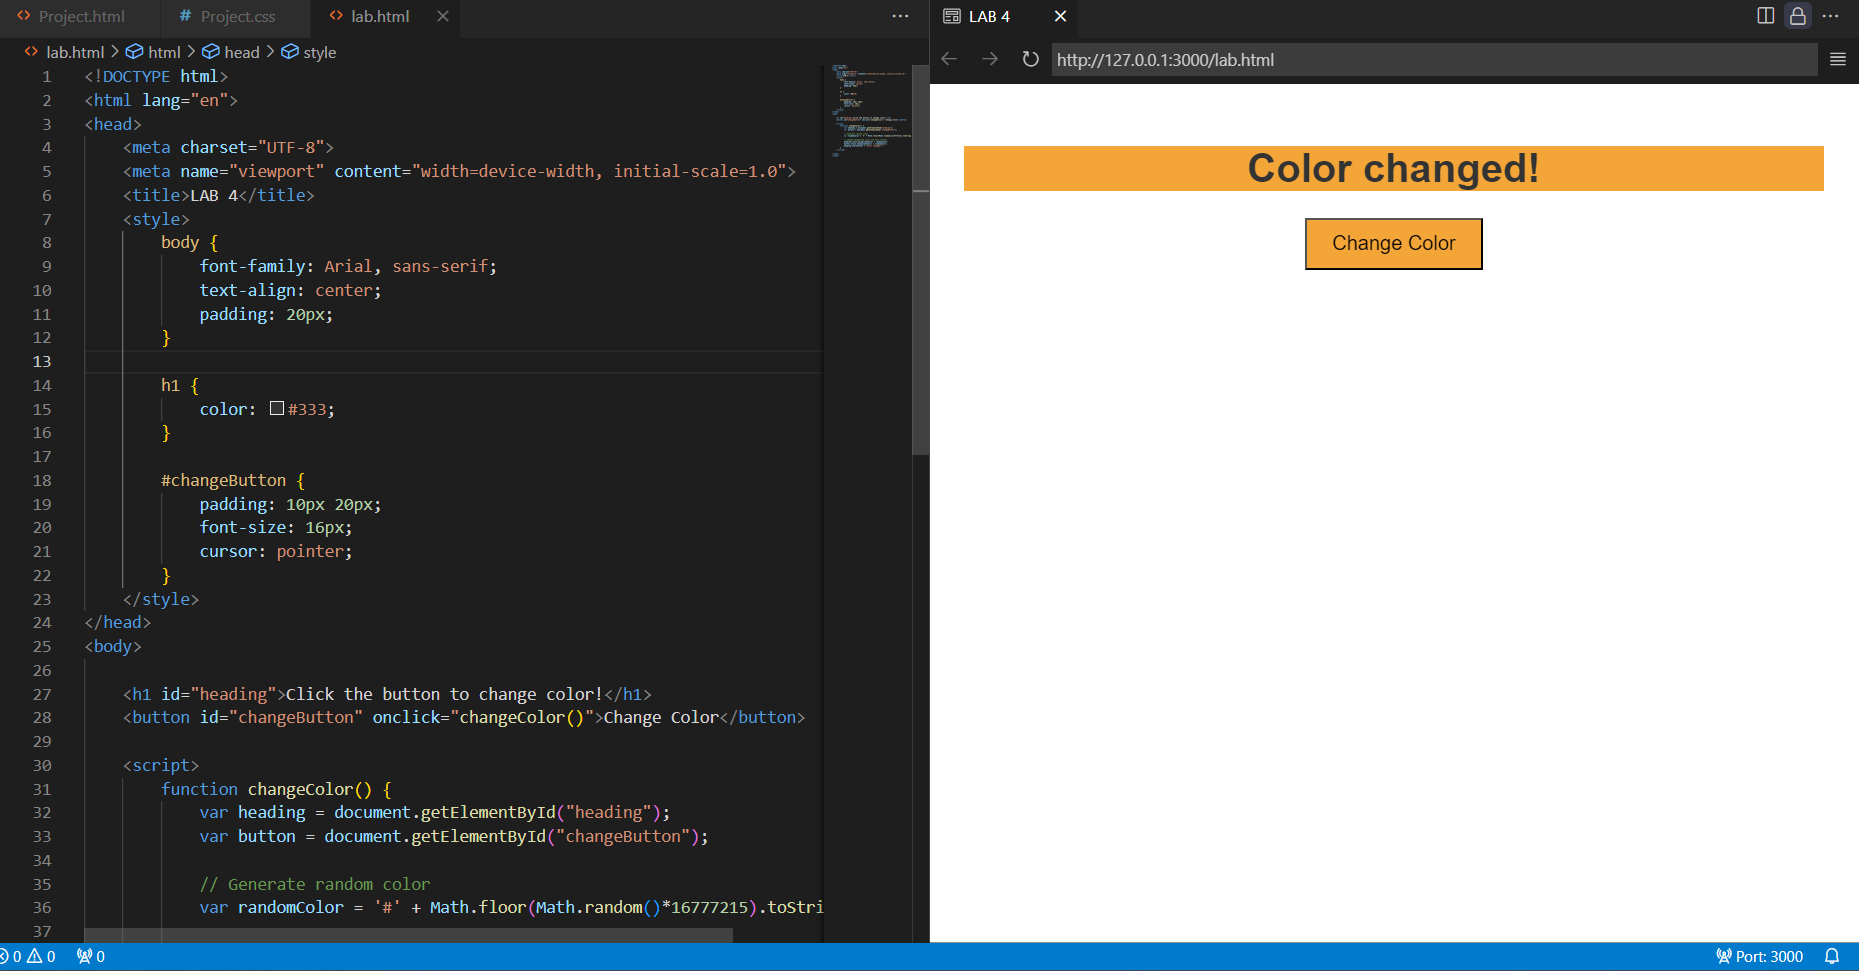 Project.html
# Project.css
lab.html
lab.html > html > head > style
1 <!DOCTYPE html>
2 <html lang="en">
3 <head>
4 <meta charset="UTF-8">
5 <meta name="viewport" content="width=device-width, initial-scale=1.0">
6 <title>LAB 4</title>
7 <style>
8 body {
9 font-family: Arial, sans-serif;
10 text-align: center;
11 padding: 20px;
12 }
13
14 h1 {
15 color: #333;
16 }
17
18 #changeButton {
19 padding: 10px 20px;
20 font-size: 16px;
21 cursor: pointer;
22 }
23 </style>
24 </head>
25 <body>
26
27 <h1 id="heading">Click the button to change color!</h1>
28 <button id="changeButton" onclick="changeColor()">Change Color</button>
29
30 <script>
31 function changeColor() {
32 var heading = document.getElementById("heading");
33 var button = document.getElementById("changeButton");
34
35 // Generate random color
36 var randomColor = '#' + Math.floor(Math.random()*16777215).toStri
37
LAB 4
http://127.0.0.1:3000/lab.html
Color changed!
Change Color
0 0 0
Port: 3000